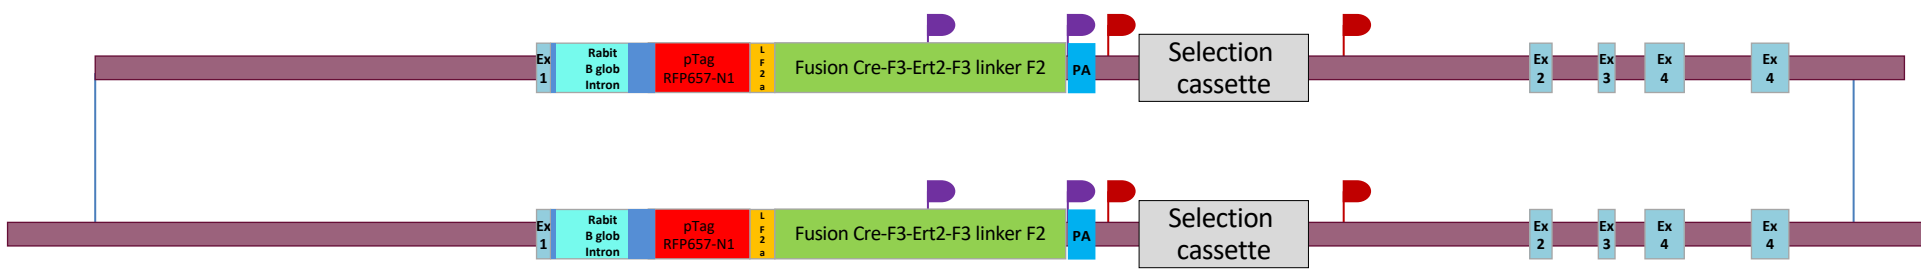 Ex
1
Rabit
B glob
Intron
pTag
RFP657-N1
L
F
2
a
Fusion Cre-F3-Ert2-F3 linker F2
PA
Selection
cassette
Ex
2
Ex
3
Ex
4
Ex
4
Ex
1
Rabit
B glob
Intron
pTag
RFP657-N1
L
F
2
a
Fusion Cre-F3-Ert2-F3 linker F2
PA
Selection
cassette
Ex
2
Ex
3
Ex
4
Ex
4